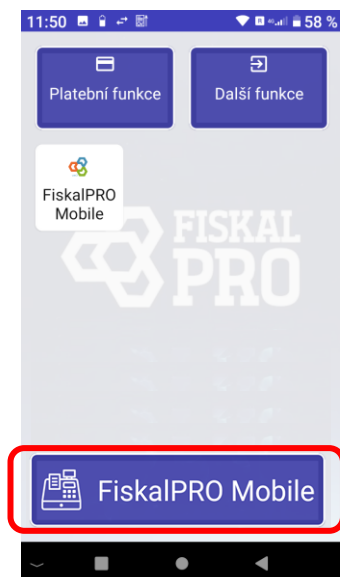 11:50 58 %
Platební funkce
Další funkce
FiskalPRO
Mobile
FISKAL
PRO
FiskalPRO Mobile